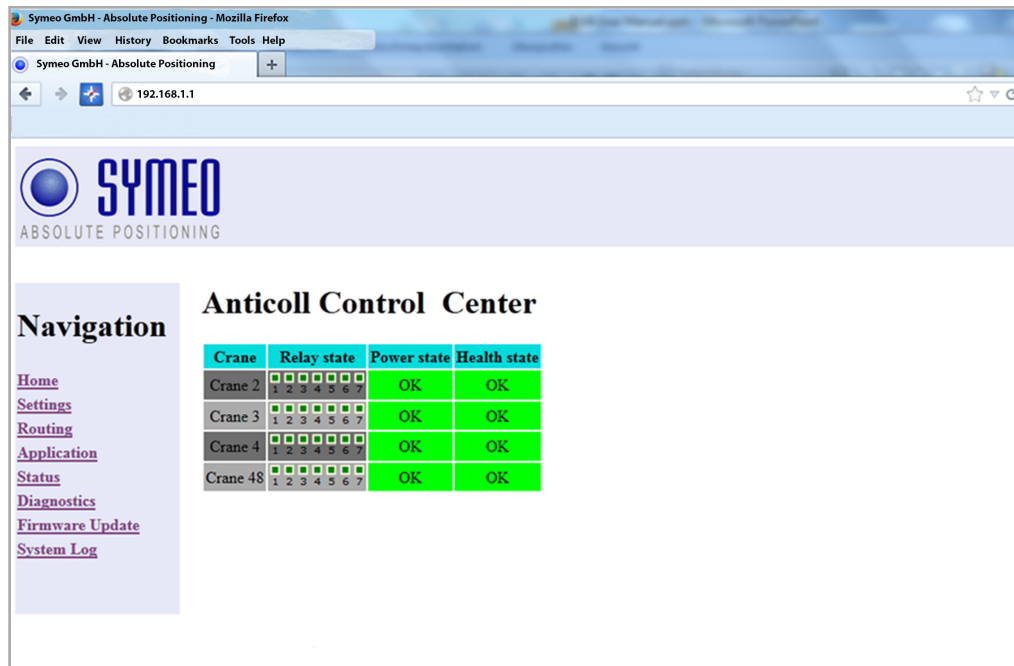 Symeo GmbH - Absolute Positioning - Mozilla Firefox
File Edit View History Bookmarks Tools Help
Symeo GmbH - Absolute Positioning +
192.168.1.1
SYMEO
ABSOLUTE POSITIONING
Navigation
Home
Settings
Routing
Application
Status
Diagnostics
Firmware Update
System Log
Anticoll Control Center
Crane Relay state Power state Health state
Crane 2 1 2 3 4 5 6 7 OK OK
Crane 3 1 2 3 4 5 6 7 OK OK
Crane 4 1 2 3 4 5 6 7 OK OK
Crane 48 1 2 3 4 5 6 7 OK OK